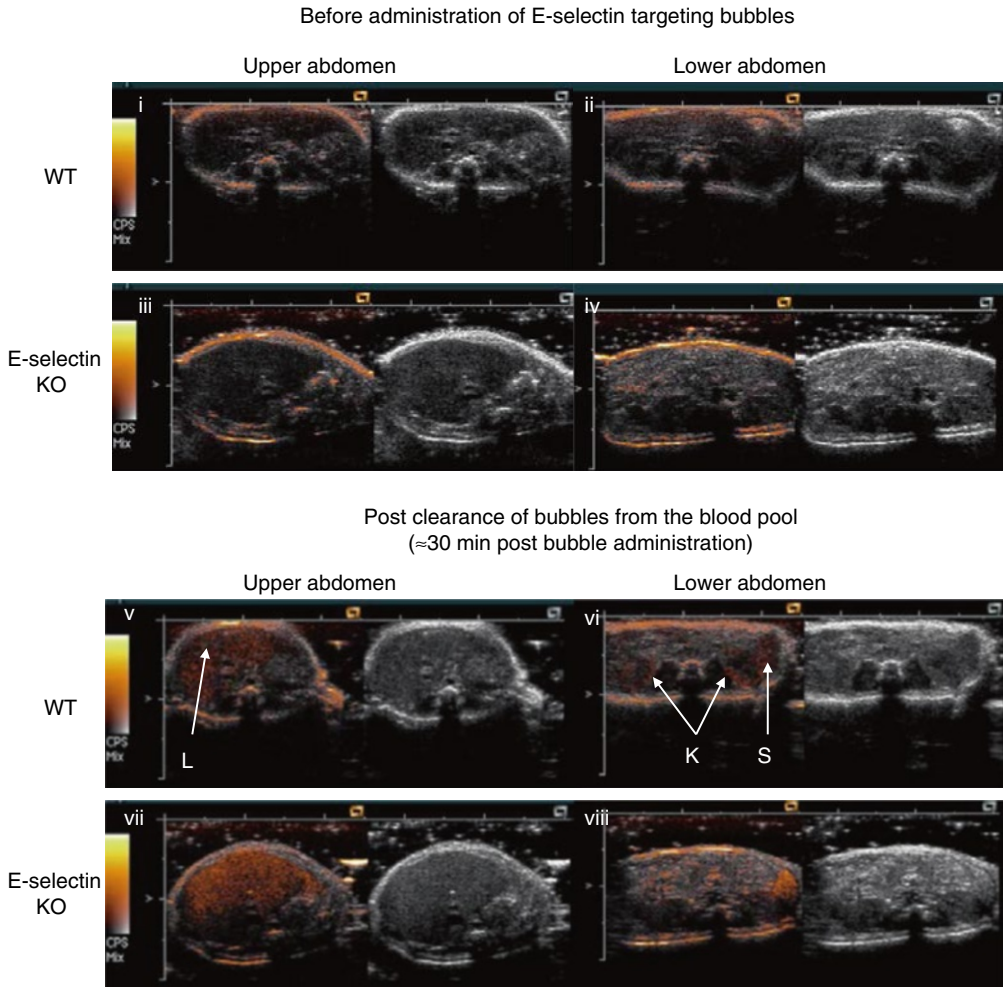 Before administration of E-selectin targeting bubbles
Upper abdomen
Lower abdomen
i
ii
WT
CPS
Mix
iii
iv
E-selectin
KO
CPS
Mix
Post clearance of bubbles from the blood pool
(≈30 min post bubble administration)
Upper abdomen
Lower abdomen
v
vi
WT
CPS
Mix
L
K
S
vii
viii
E-selectin
KO
CPS
Mix